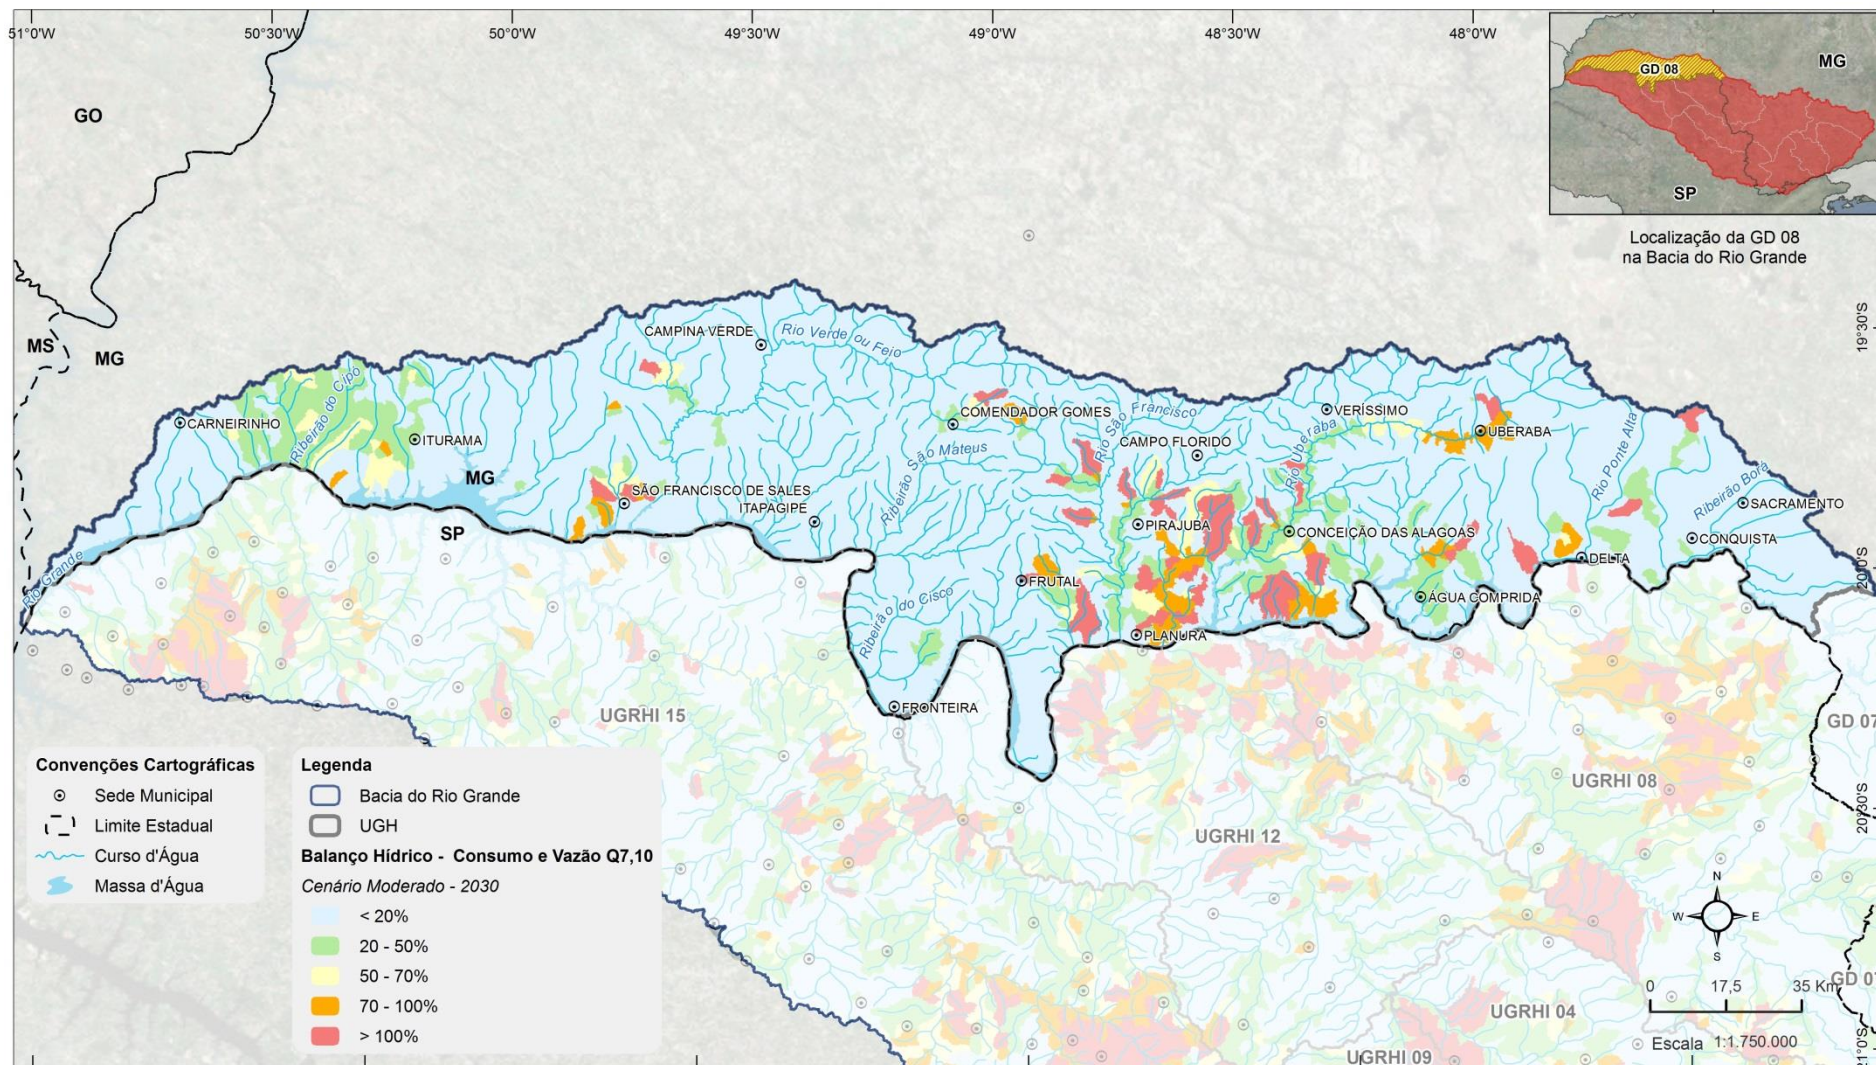 51°0'W
50°30'W
50°0'W
49°30'W
49°0'W
48°30'W
48°0'W
GD 08
MG
SP
Localização da GD 08
na Bacia do Rio Grande
GO
MS
MG
19°30'S
20°0'S
20°30'S
21°0'S
CAMPINA VERDE
Rio Verde ou Feio
CARNEIRINHO
Ribeirão do Cipó
ITURAMA
MG
SP
Rio Grande
SÃO FRANCISCO DE SALES
ITAPAGIPE
COMENDADOR GOMES
Ribeirão São Mateus
Rio São Francisco
CAMPO FLORIDO
VERÍSSIMO
Rio Uberaba
UBERABA
Rio Ponte Alta
Ribeirão Borá
SACRAMENTO
PIRAJUBA
CONCEIÇÃO DAS ALAGOAS
CONQUISTA
DELTA
FRUTAL
ÁGUA COMPRIDA
Ribeirão do Cisco
PLANURA
FRONTEIRA
UGRHI 15
UGRHI 12
UGRHI 08
UGRHI 04
UGRHI 09
GD 07
GD 07
Convenções Cartográficas
Sede Municipal
Limite Estadual
Curso d'Água
Massa d'Água
Legenda
Bacia do Rio Grande
UGH
Balanço Hídrico - Consumo e Vazão Q7,10
Cenário Moderado - 2030
< 20%
20 - 50%
50 - 70%
70 - 100%
> 100%
N
W
E
S
0
17,5
35 Km
Escala 1:1.750.000